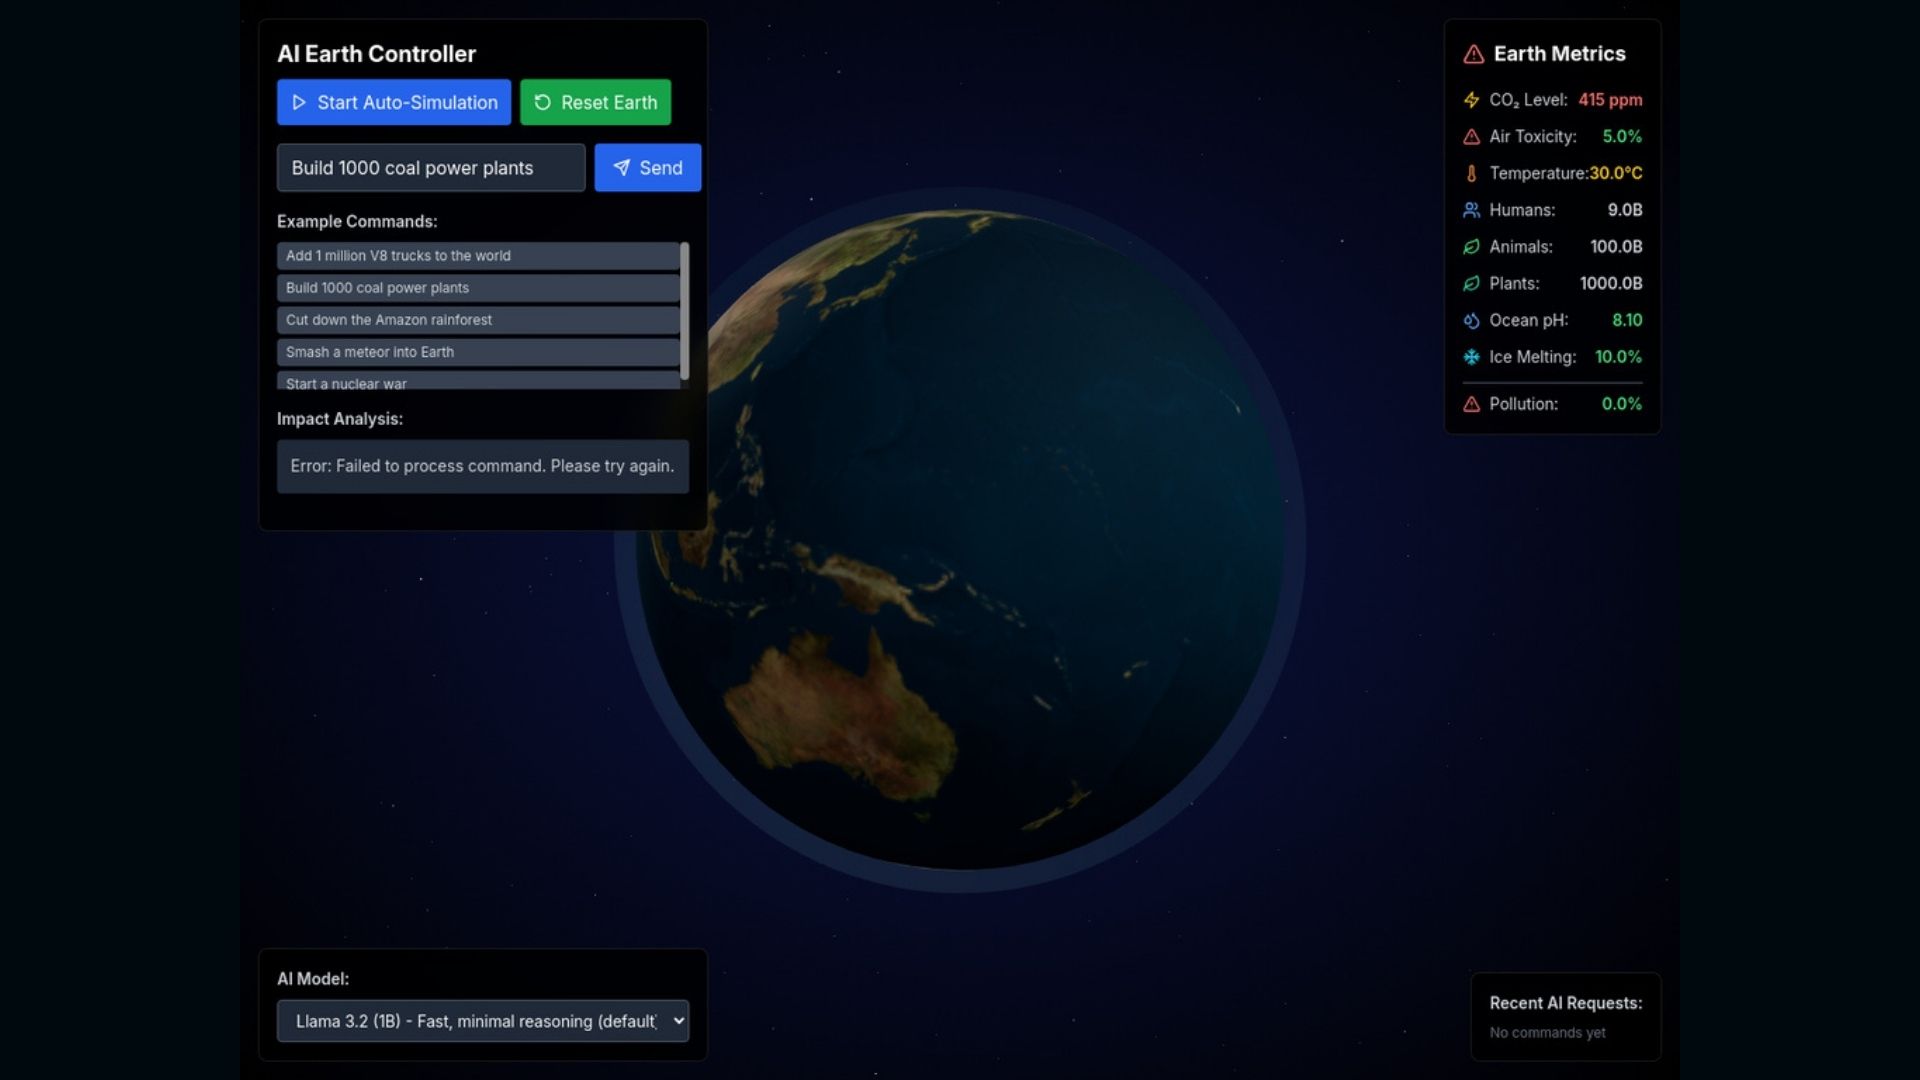 AI Earth Controller
Start Auto-Simulation
Reset Earth
Build 1000 coal power plants
Send
Example Commands:
Add 1 million V8 trucks to the world
Build 1000 coal power plants
Cut down the Amazon rainforest
Smash a meteor into Earth
Start a nuclear war
Impact Analysis:
Error: Failed to process command. Please try again.
AI Model:
Llama 3.2 (1B) - Fast, minimal reasoning (default)
Earth Metrics
CO₂ Level: 415 ppm
Air Toxicity: 5.0%
Temperature: 30.0°C
Humans: 9.0B
Animals: 100.0B
Plants: 1000.0B
Ocean pH: 8.10
Ice Melting: 10.0%
Pollution: 0.0%
Recent AI Requests:
No commands yet